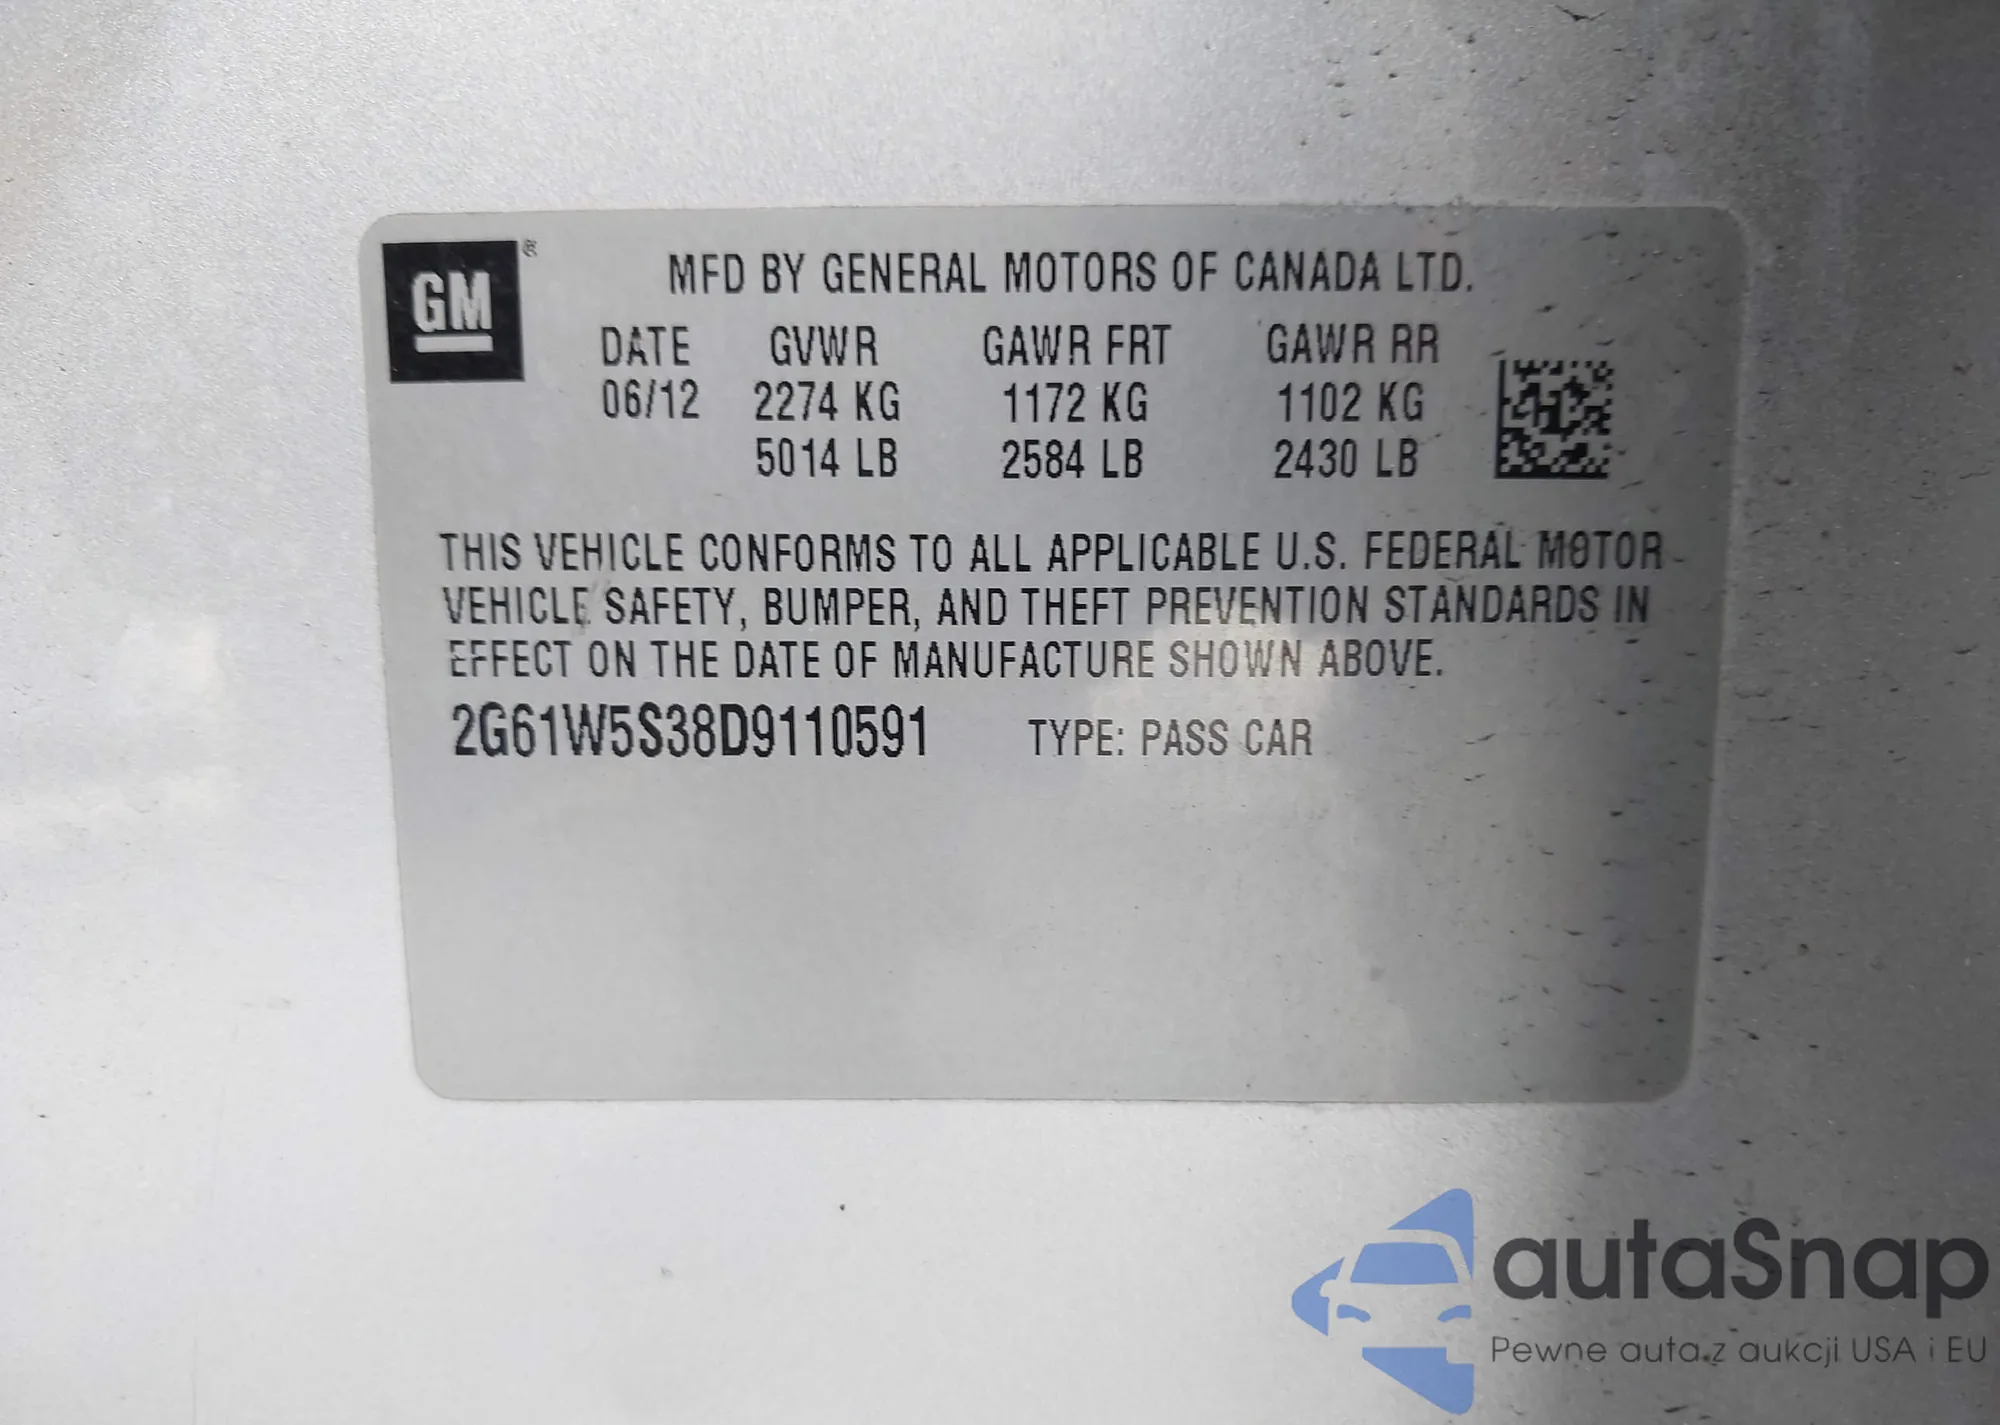 GM®
MFD BY GENERAL MOTORS OF CANADA LTD.
DATE GVWR GAWR FRT GAWR RR
06/12 2274 KG 1172 KG 1102 KG
5014 LB 2584 LB 2430 LB
THIS VEHICLE CONFORMS TO ALL APPLICABLE U.S. FEDERAL MOTOR
VEHICLE SAFETY, BUMPER, AND THEFT PREVENTION STANDARDS IN
EFFECT ON THE DATE OF MANUFACTURE SHOWN ABOVE.
2G61W5S38D9110591 TYPE: PASS CAR
autaSnap
Pewne auta z aukcji USA i EU